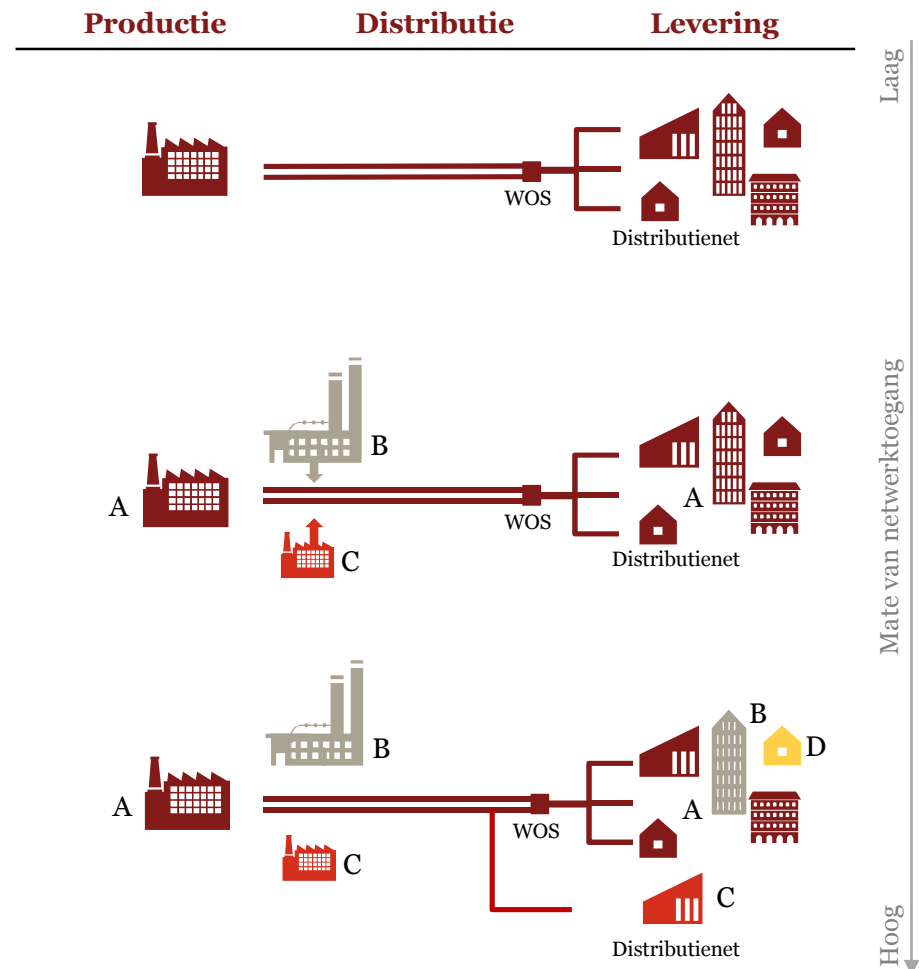 Productie Distributie Levering
Laag
WOS
Distributienet
Mate van netwerktoegang
B
A
A
WOS
C
Distributienet
B
B
D
A
A
WOS
C
C
Distributienet
Hoog